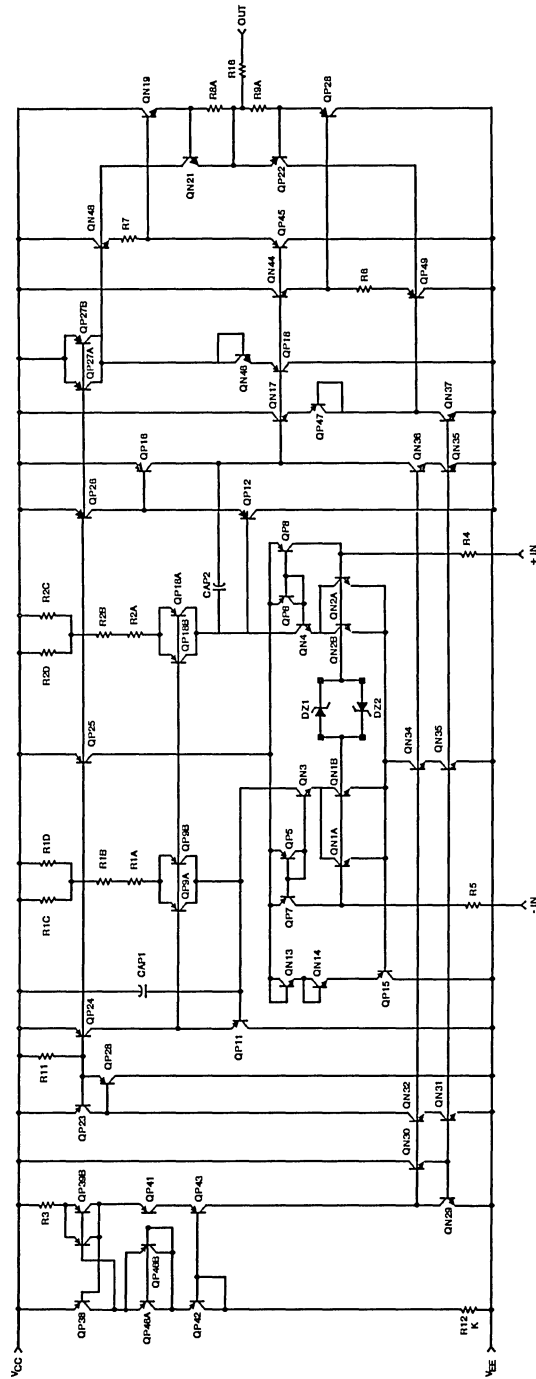 VCC
R3
QP38
QP39B
QP46A
QP46B
QP41
QP42
QP43
R12
K
VEE
QN29
QN30
QN32
QN31
QP23
QP28
R11
QP24
CAP1
QP11
R1C
R1D
R1B
R1A
QP9A
QP9B
QN13
QN14
QP15
QP7
QP5
QN3
QN1A
QN1B
R5
-IN
QP25
DZ1
DZ2
QN34
QN35
R2D
R2C
R2B
R2A
QP18B
QP18A
CAP2
QP6
QP8
QN4
QN2B
QN2A
R4
+IN
QP26
QP16
QP12
QN36
QN35
QP27A
QP27B
QN17
QP47
QN37
QN46
QP18
QN48
R7
QN44
QP45
R6
QP49
QN19
QN21
R8A
R9A
QP22
QP28
R16
OUT